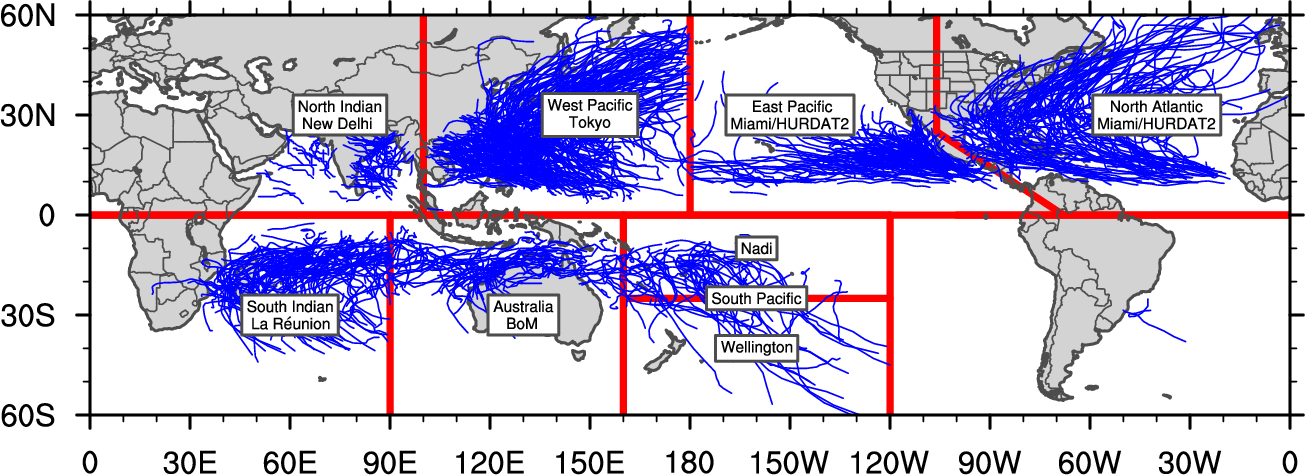 60N
30N
0
30S
60S
North Indian
New Delhi
West Pacific
Tokyo
East Pacific
Miami/HURDAT2
North Atlantic
Miami/HURDAT2
Nadi
South Indian
La Réunion
Australia
BoM
South Pacific
Wellington
0 30E 60E 90E 120E 150E 180 150W 120W 90W 60W 30W 0